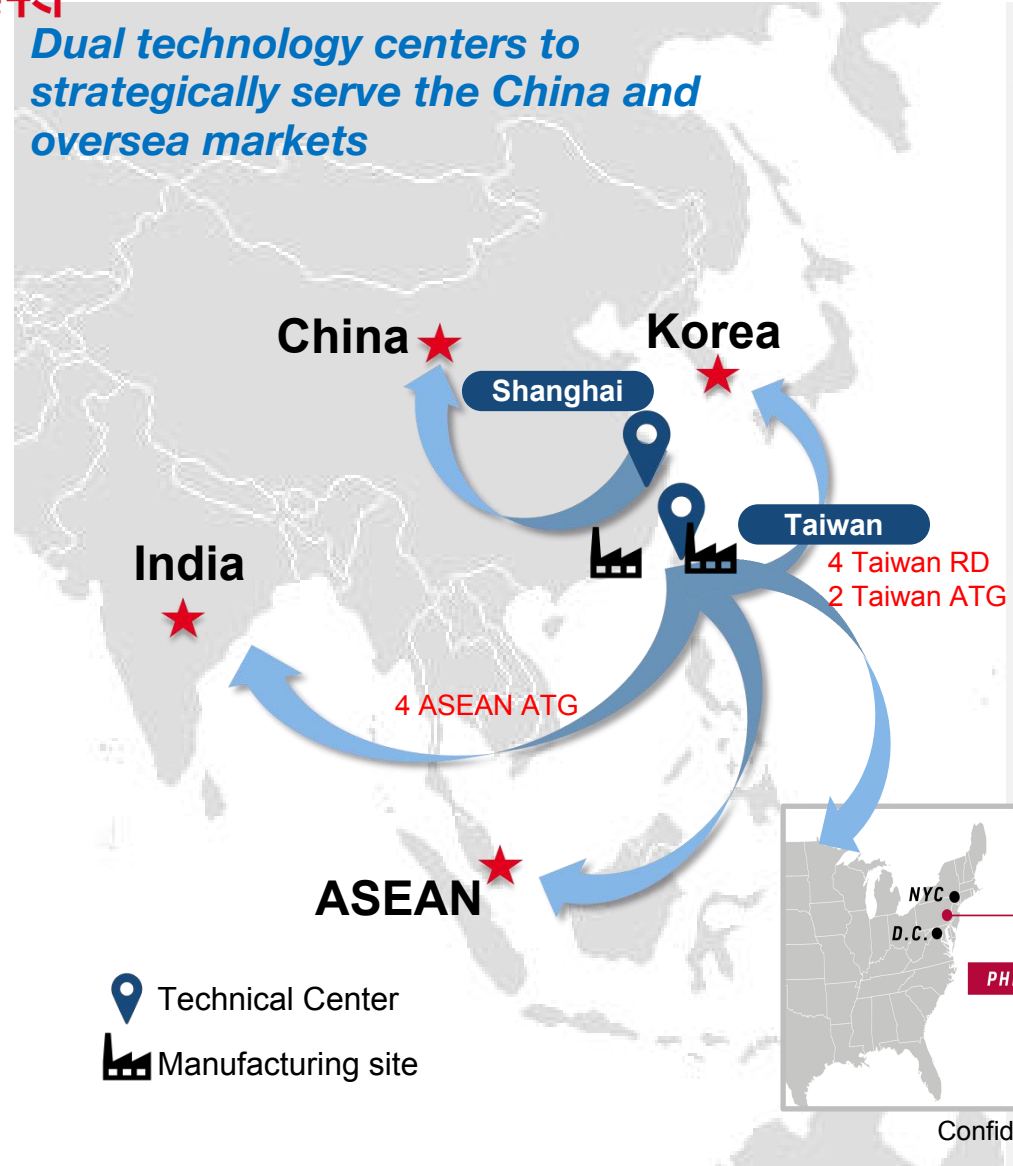 Dual technology centers to
strategically serve the China and
oversea markets
China
Korea
Shanghai
Taiwan
4 Taiwan RD
2 Taiwan ATG
India
4 ASEAN ATG
ASEAN
NYC
D.C.
Technical Center
Manufacturing site